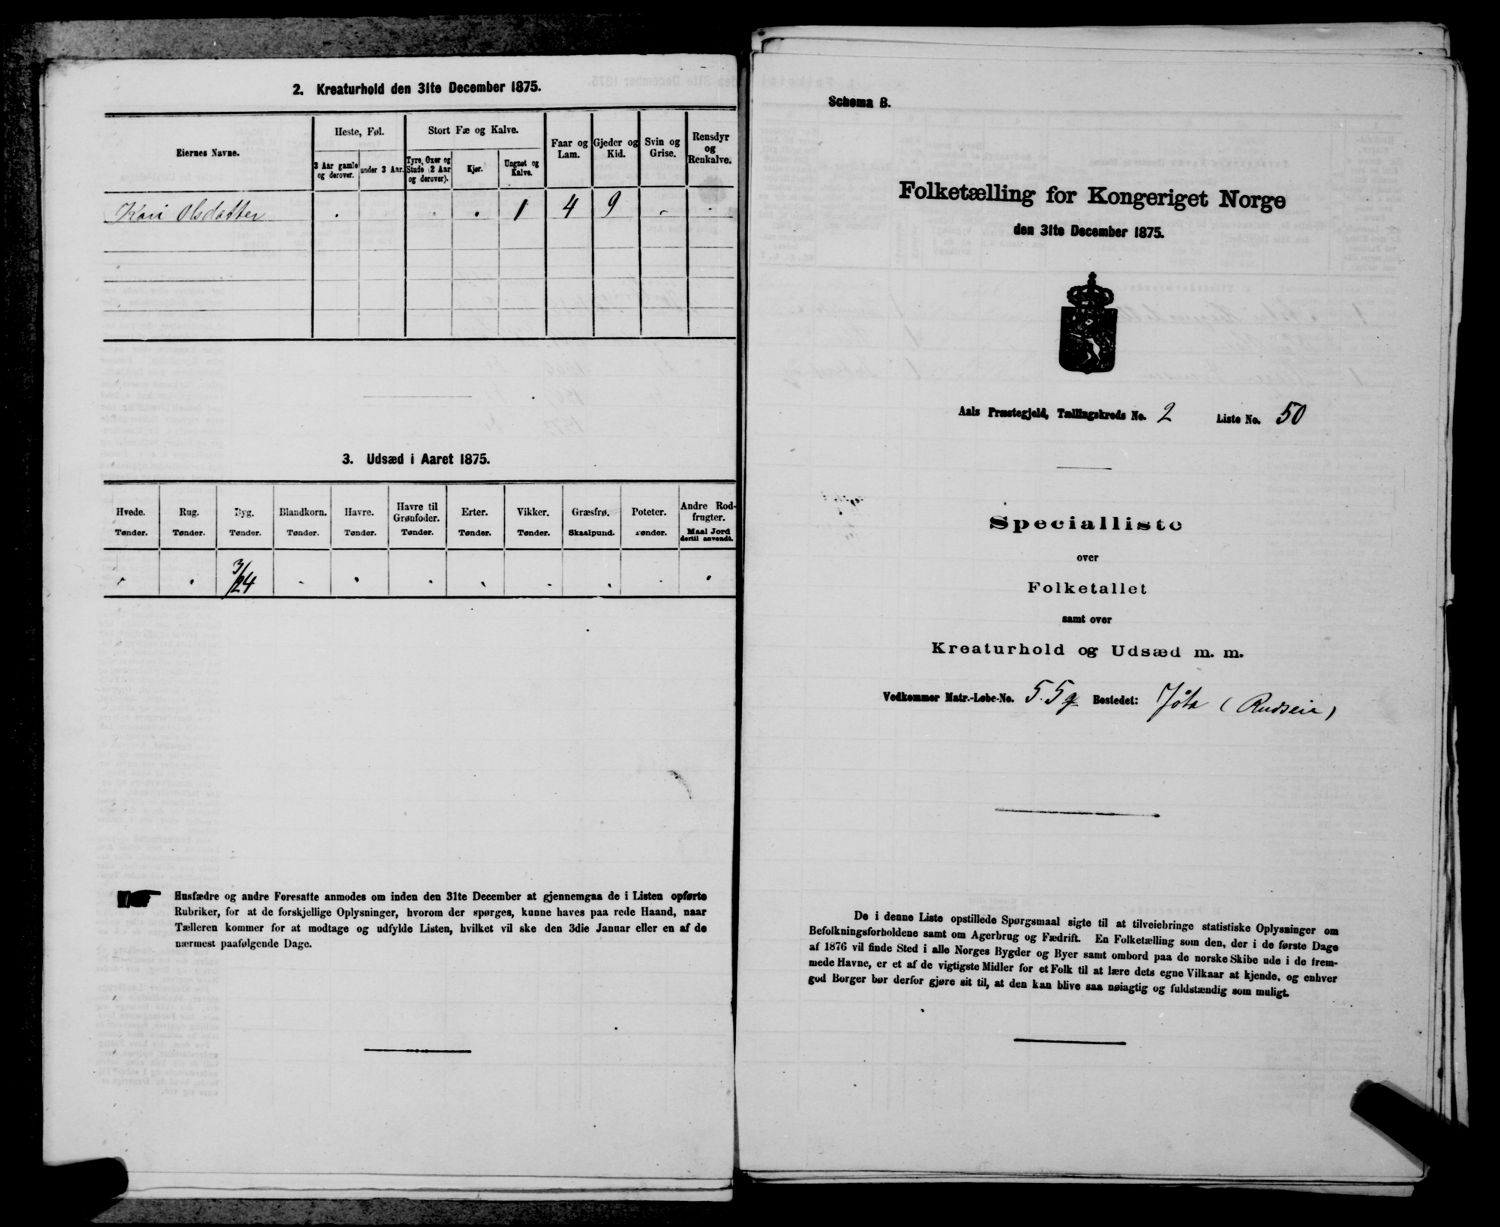 2. Kreaturhold den 31te December 1875.
Eiernes Navne.
Heste, Føl.
Stort Fæ og Kalve.
Faar og Lam.
Gjeder og Kid.
Svin og Grise.
Rensdyr og Renkalve.
3 Aar gamle og derover.
under 3 Aar.
Tyre, Oxer og Stude (2 Aar og derover).
Kjør.
Ungnøt og Kalve.
Kari Olsdatter . . . 1 4 9 . .
3. Udsæd i Aaret 1875.
Hvede. Rug. Byg. Blandkorn. Havre. Havre til Grønfoder. Erter. Vikker. Græsfrø. Poteter. Andre Rodfrugter.
Tønder. Tønder. Tønder. Tønder. Tønder. Tønder. Tønder. Tønder. Skaalpund. Tønder. Maal Jord dertil anvendt.
. . 3/24 . . . . . . . .
Husfædre og andre Foresatte anmodes om inden den 31te December at gjennemgaa de i Listen opførte
Rubriker, for at de forskjellige Oplysninger, hvorom der spørges, kunne haves paa rede Haand, naar
Tælleren kommer for at modtage og udfylde Listen, hvilket vil ske den 3die Januar eller en af de
nærmest paafølgende Dage.
Schema B.
Folketælling for Kongeriget Norge
den 31te December 1875.
Aals Præstegjeld, Tællingskreds No. 2 Liste No. 50
Specialliste
over
Folketallet
samt over
Kreaturhold og Udsæd m. m.
Vedkommer Matr.-Løbe-No. 55g Bostedet: Jøta (Rudseie)
De i denne Liste opstillede Spørgsmaal sigte til at tilveiebringe statistiske Oplysninger om
Befolkningsforholdene samt om Agerbrug og Fædrift. En Folketælling som den, der i de første Dage
af 1876 vil finde Sted i alle Norges Bygder og Byer samt ombord paa de norske Skibe ude i de frem-
mede Havne, er et af de vigtigste Midler for et Folk til at lære dets egne Vilkaar at kjende, og enhver
god Borger bør derfor gjøre sit til, at den kan blive saa nøiagtig og fuldstændig som muligt.